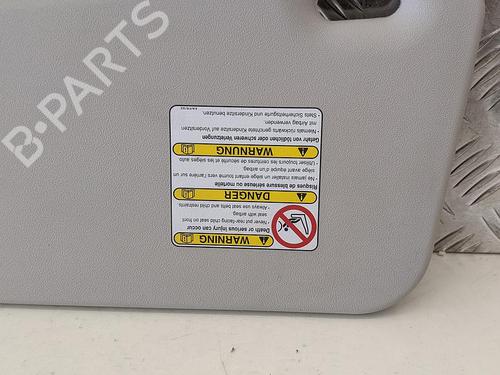 B-PARTS
WARNING
Death or serious injury can occur
• Never put rear-facing child seat on front
seat with airbag.
• Always use seat belts and child restraints
DANGER
Risques de blessure sérieuse ou mortelle
• Ne jamais installer un siège enfant tourné vers l'arrière sur un
siège avant équipé d'un airbag.
• Utiliser toujours les ceintures de sécurité et les sièges auto
WARNUNG
Gefahr von tödlichen oder schweren Verletzungen
Niemals rückwärts gerichtete Kindersitze auf Vordersitzen
mit Airbag verwenden.
Stets Sicherheitsgurte und Kindersitze benutzen.